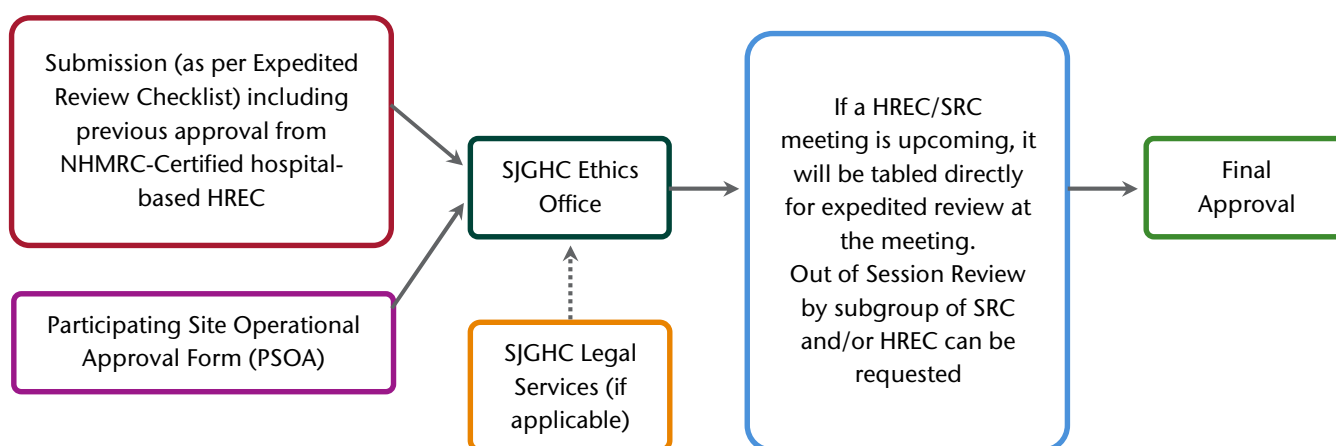 Submission (as per Expedited
Review Checklist) including
previous approval from
NHMRC-Certified hospital-
based HREC
Participating Site Operational
Approval Form (PSOA)
SJGHC Ethics
Office
SJGHC Legal
Services (if
applicable)
If a HREC/SRC
meeting is upcoming, it
will be tabled directly
for expedited review at
the meeting.
Out of Session Review
by subgroup of SRC
and/or HREC can be
requested
Final
Approval